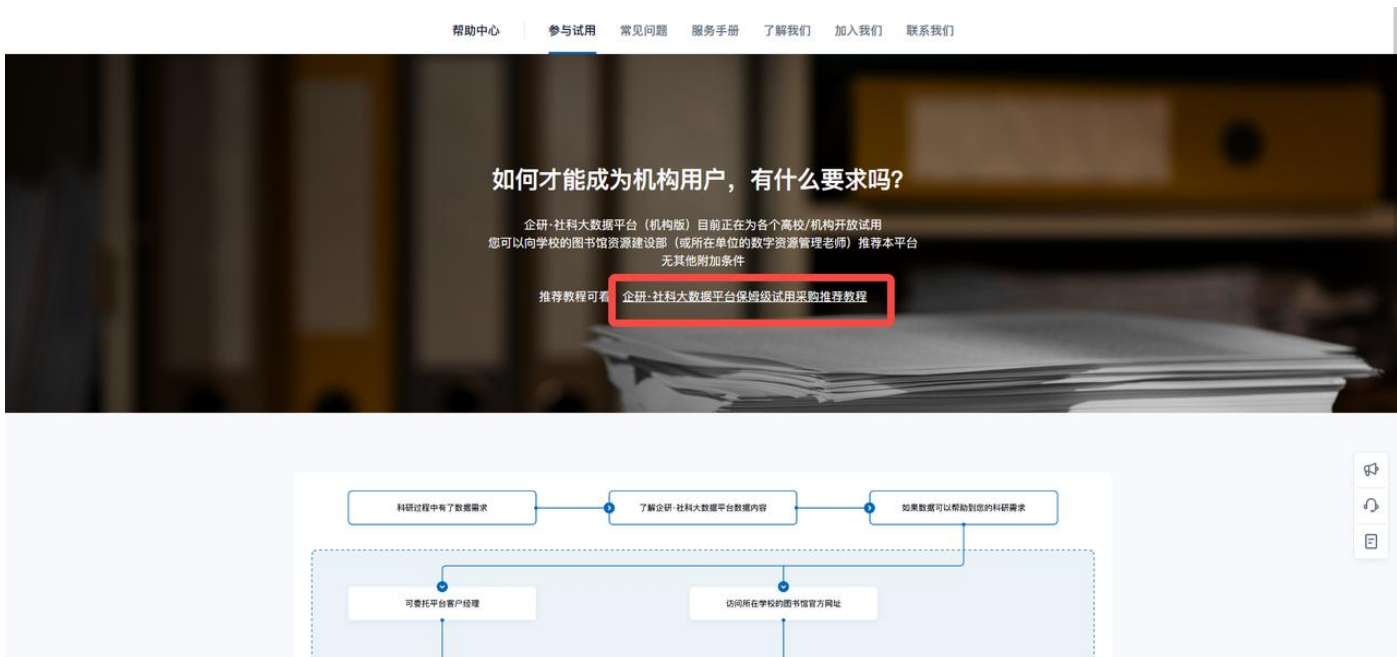 帮助中心
参与试用
常见问题
服务手册
了解我们
加入我们
联系我们
如何才能成为机构用户，有什么要求吗？
企研·社科大数据平台（机构版）目前正在为各个高校/机构开放试用
您可以向学校的图书馆资源建设部（或所在单位的数字资源管理老师）推荐本平台
无其他附加条件
推荐教程可看 企研·社科大数据平台保姆级试用采购推荐教程
科研过程中有了数据需求
了解企研·社科大数据平台数据内容
如果数据可以帮助到您的科研需求
可委托平台客户经理
访问所在学校的图书馆官方网址